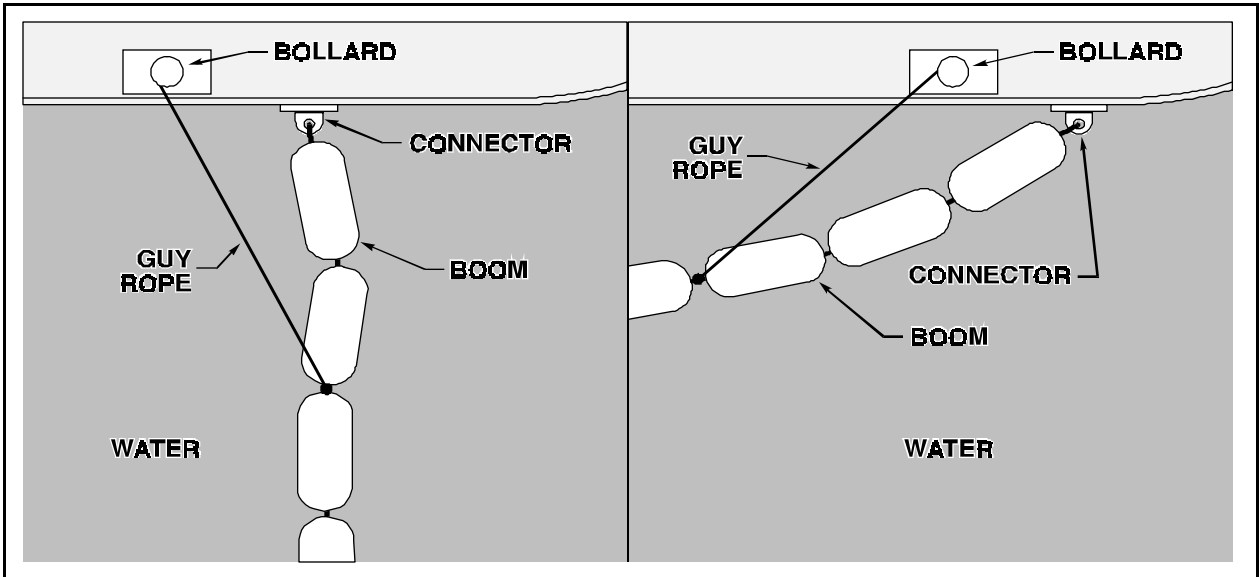 BOLLARD
CONNECTOR
GUY
ROPE
BOOM
WATER
BOLLARD
GUY
ROPE
CONNECTOR
BOOM
WATER